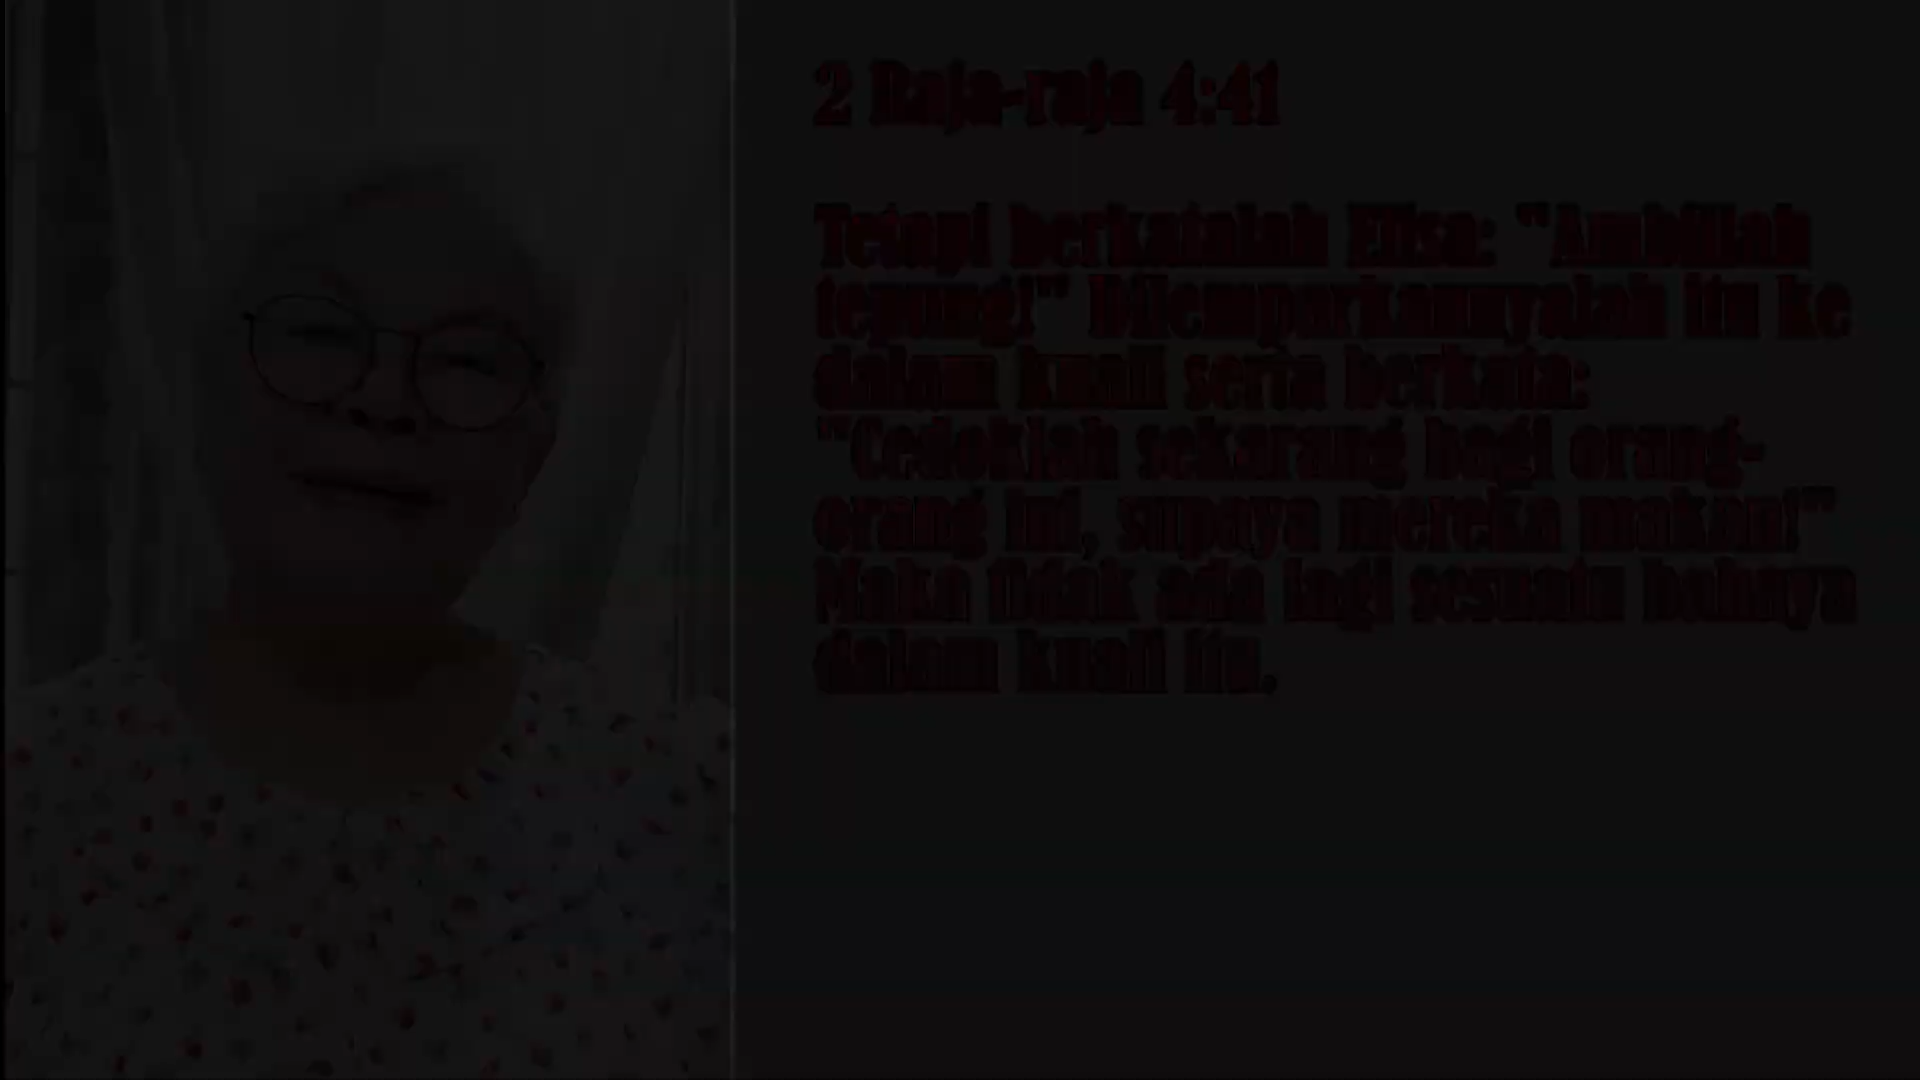 2 Raja-raja 4:41
Tetapi berkatalah Elisa: "Ambillah
tepung!" Dilemparkannyalah itu ke
dalam kuali serta berkata:
"Cedoklah sekarang bagi orang-
orang ini, supaya mereka makan!"
Maka tidak ada lagi sesuatu bahaya
dalam kuali itu.